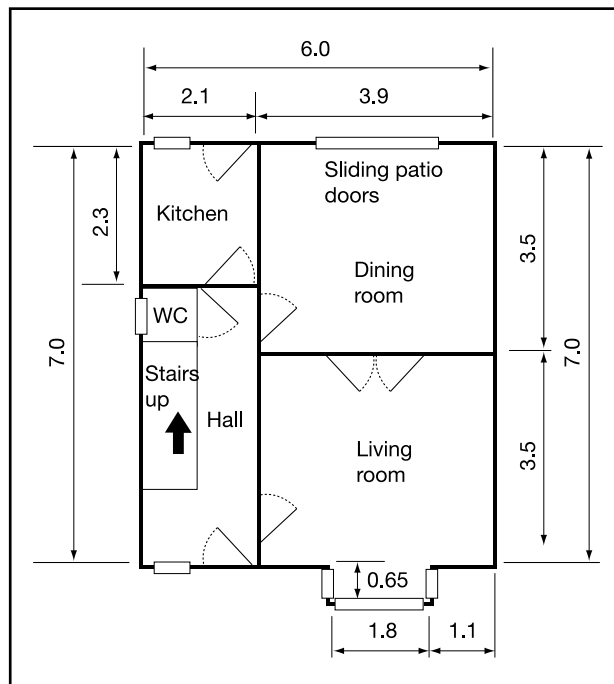 6.0
2.1
3.9
Sliding patio
doors
Kitchen
2.3
3.5
Dining
room
WC
7.0
7.0
Stairs
up
Hall
Living
room
3.5
0.65
1.8
1.1